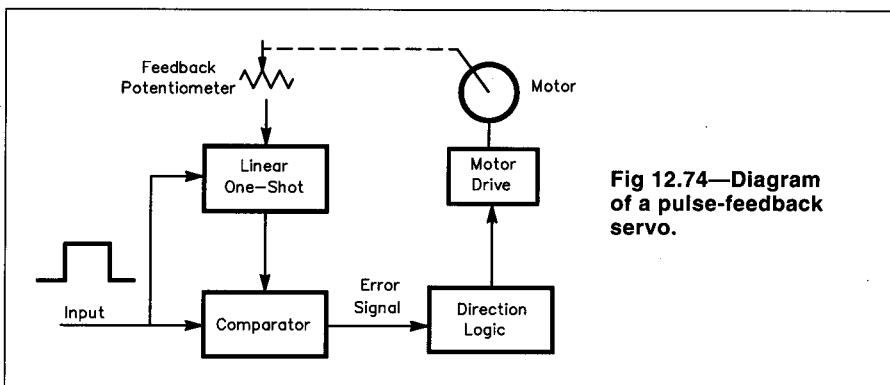 Feedback
Potentiometer
Motor
Linear
One-Shot
Motor
Drive
Fig 12.74—Diagram
of a pulse-feedback
servo.
Input
Comparator
Error
Signal
Direction
Logic